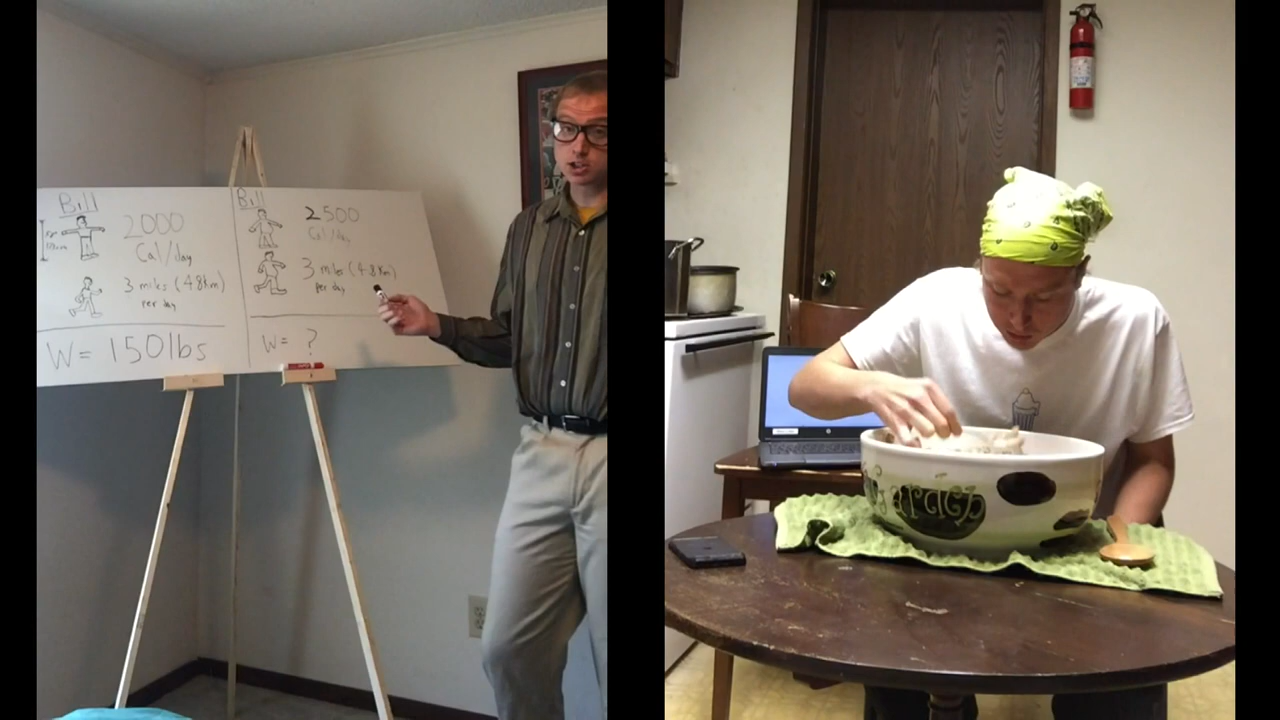 Bill
2000
Cal/day
3 miles (4.8Km)
per day
W= 150lbs
Bill
2500
Cal/day
3 miles (4.8Km)
per day
W= ?